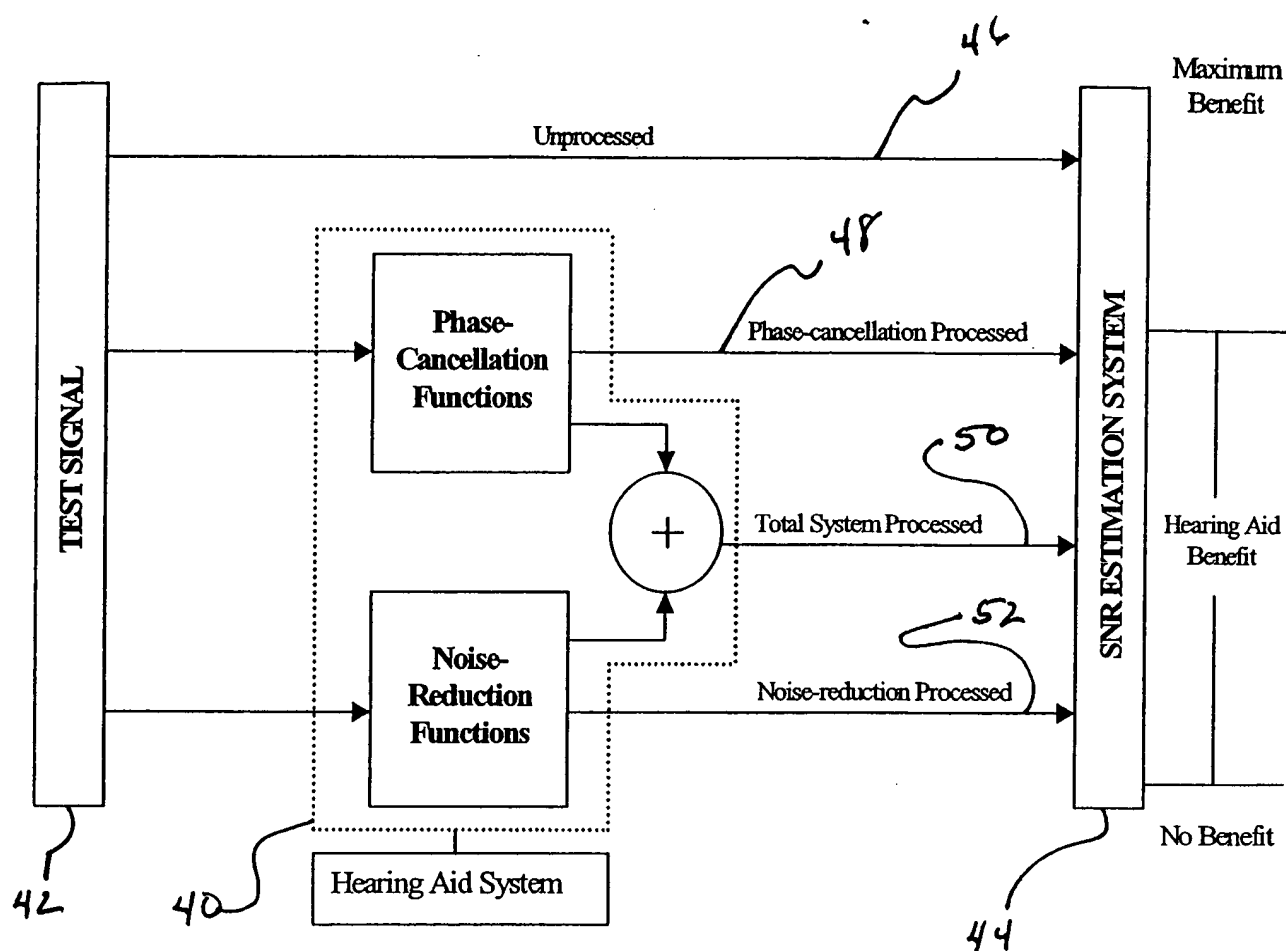 46
Maximum
Benefit
Unprocessed
48
Phase-
Cancellation
Functions
Phase-cancellation Processed
TEST SIGNAL
SNR ESTIMATION SYSTEM
50
+
Total System Processed
Hearing Aid
Benefit
52
Noise-
Reduction
Functions
Noise-reduction Processed
No Benefit
42
40
Hearing Aid System
44